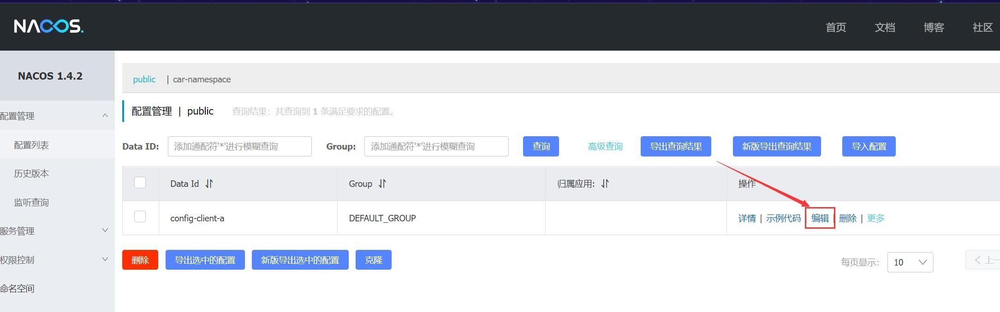 NACOS.
首页 文档 博客 社区
NACOS 1.4.2
public | car-namespace
配置管理
配置管理 | public 查询结果：共查询到 1 条满足要求的配置。
配置列表
Data ID: 添加通配符'*'进行模糊查询 Group: 添加通配符'*'进行模糊查询 查询 高级查询 导出查询结果 新版导出查询结果 导入配置
历史版本
Data Id Group 归属应用: 操作
监听查询
config-client-a DEFAULT_GROUP 详情 | 示例代码 | 编辑 | 删除 | 更多
服务管理
权限控制
删除 导出选中的配置 新版导出选中的配置 克隆 每页显示: 10 < 上一
命名空间